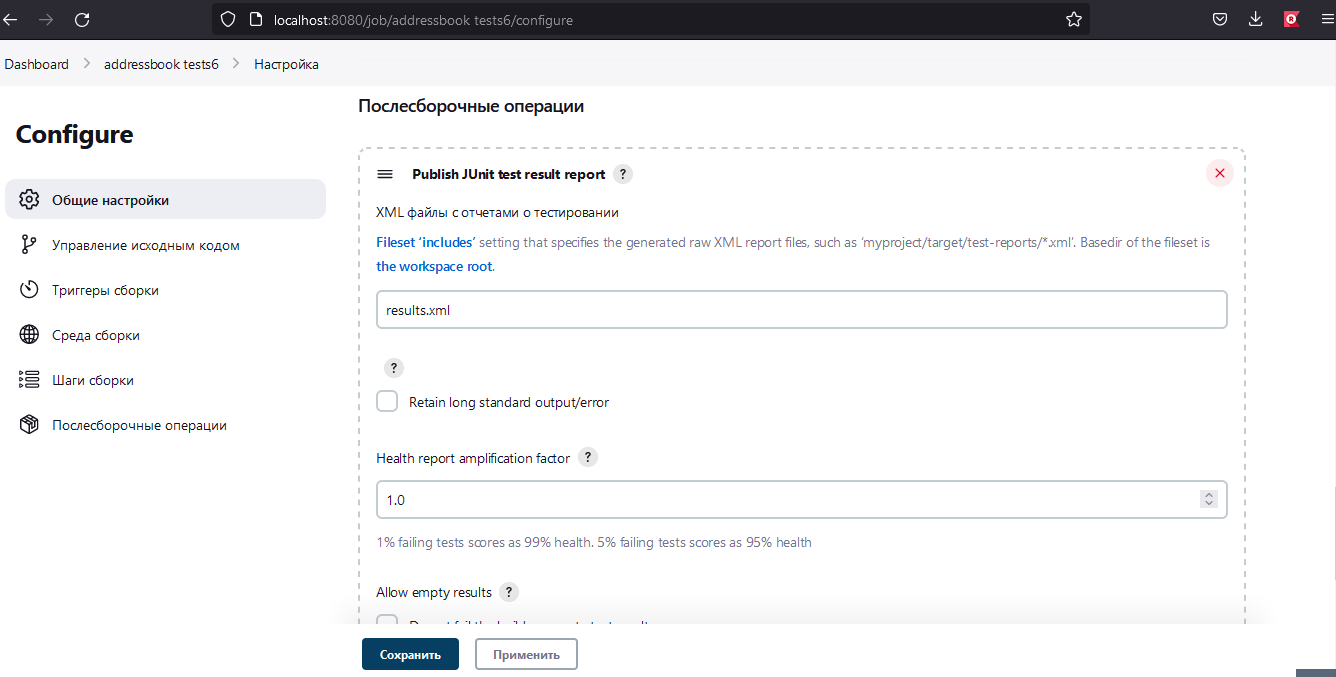 localhost:8080/job/addressbook tests6/configure
Dashboard addressbook tests6 Настройка
Configure
Общие настройки
Управление исходным кодом
Триггеры сборки
Среда сборки
Шаги сборки
Послесборочные операции
Послесборочные операции
Publish JUnit test result report ?
XML файлы с отчетами о тестировании
Fileset ‘includes’ setting that specifies the generated raw XML report files, such as ‘myproject/target/test-reports/*.xml’. Basedir of the fileset is
the workspace root.
results.xml
?
Retain long standard output/error
Health report amplification factor ?
1.0
1% failing tests scores as 99% health. 5% failing tests scores as 95% health
Allow empty results ?
Сохранить Применить